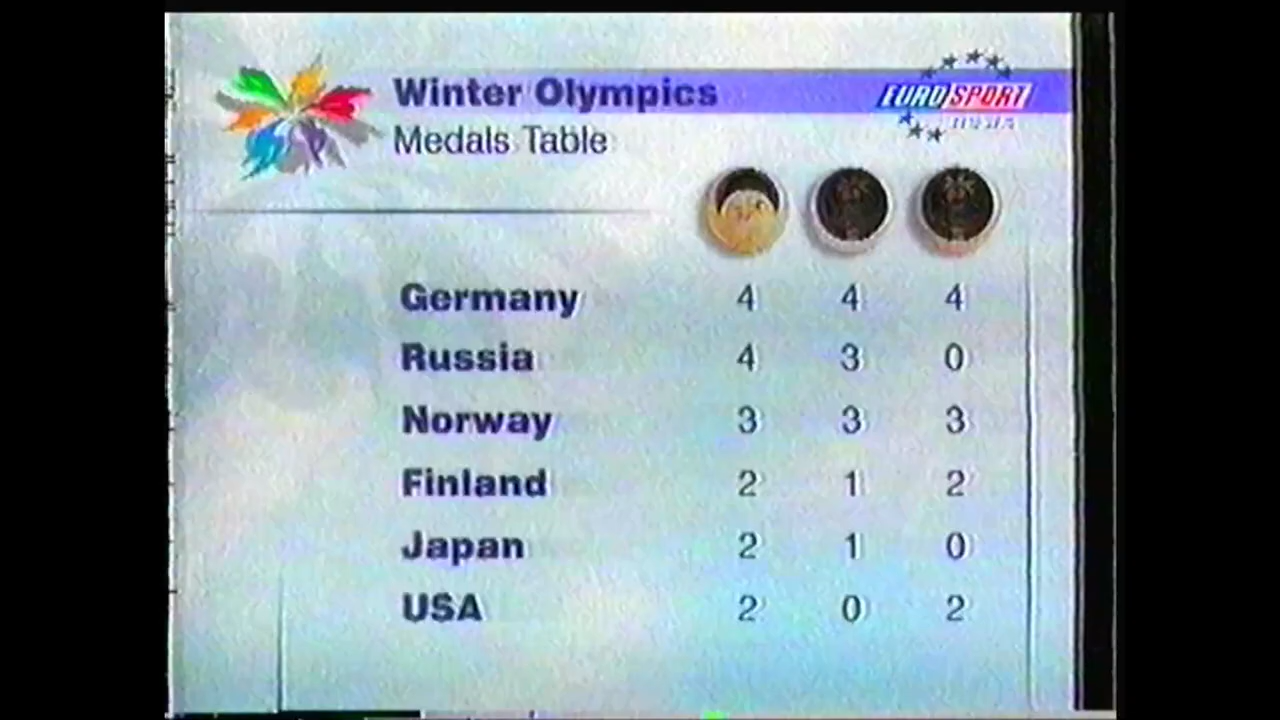 Winter Olympics
EUROSPORT
Medals Table
Germany 4 4 4
Russia 4 3 0
Norway 3 3 3
Finland 2 1 2
Japan 2 1 0
USA 2 0 2